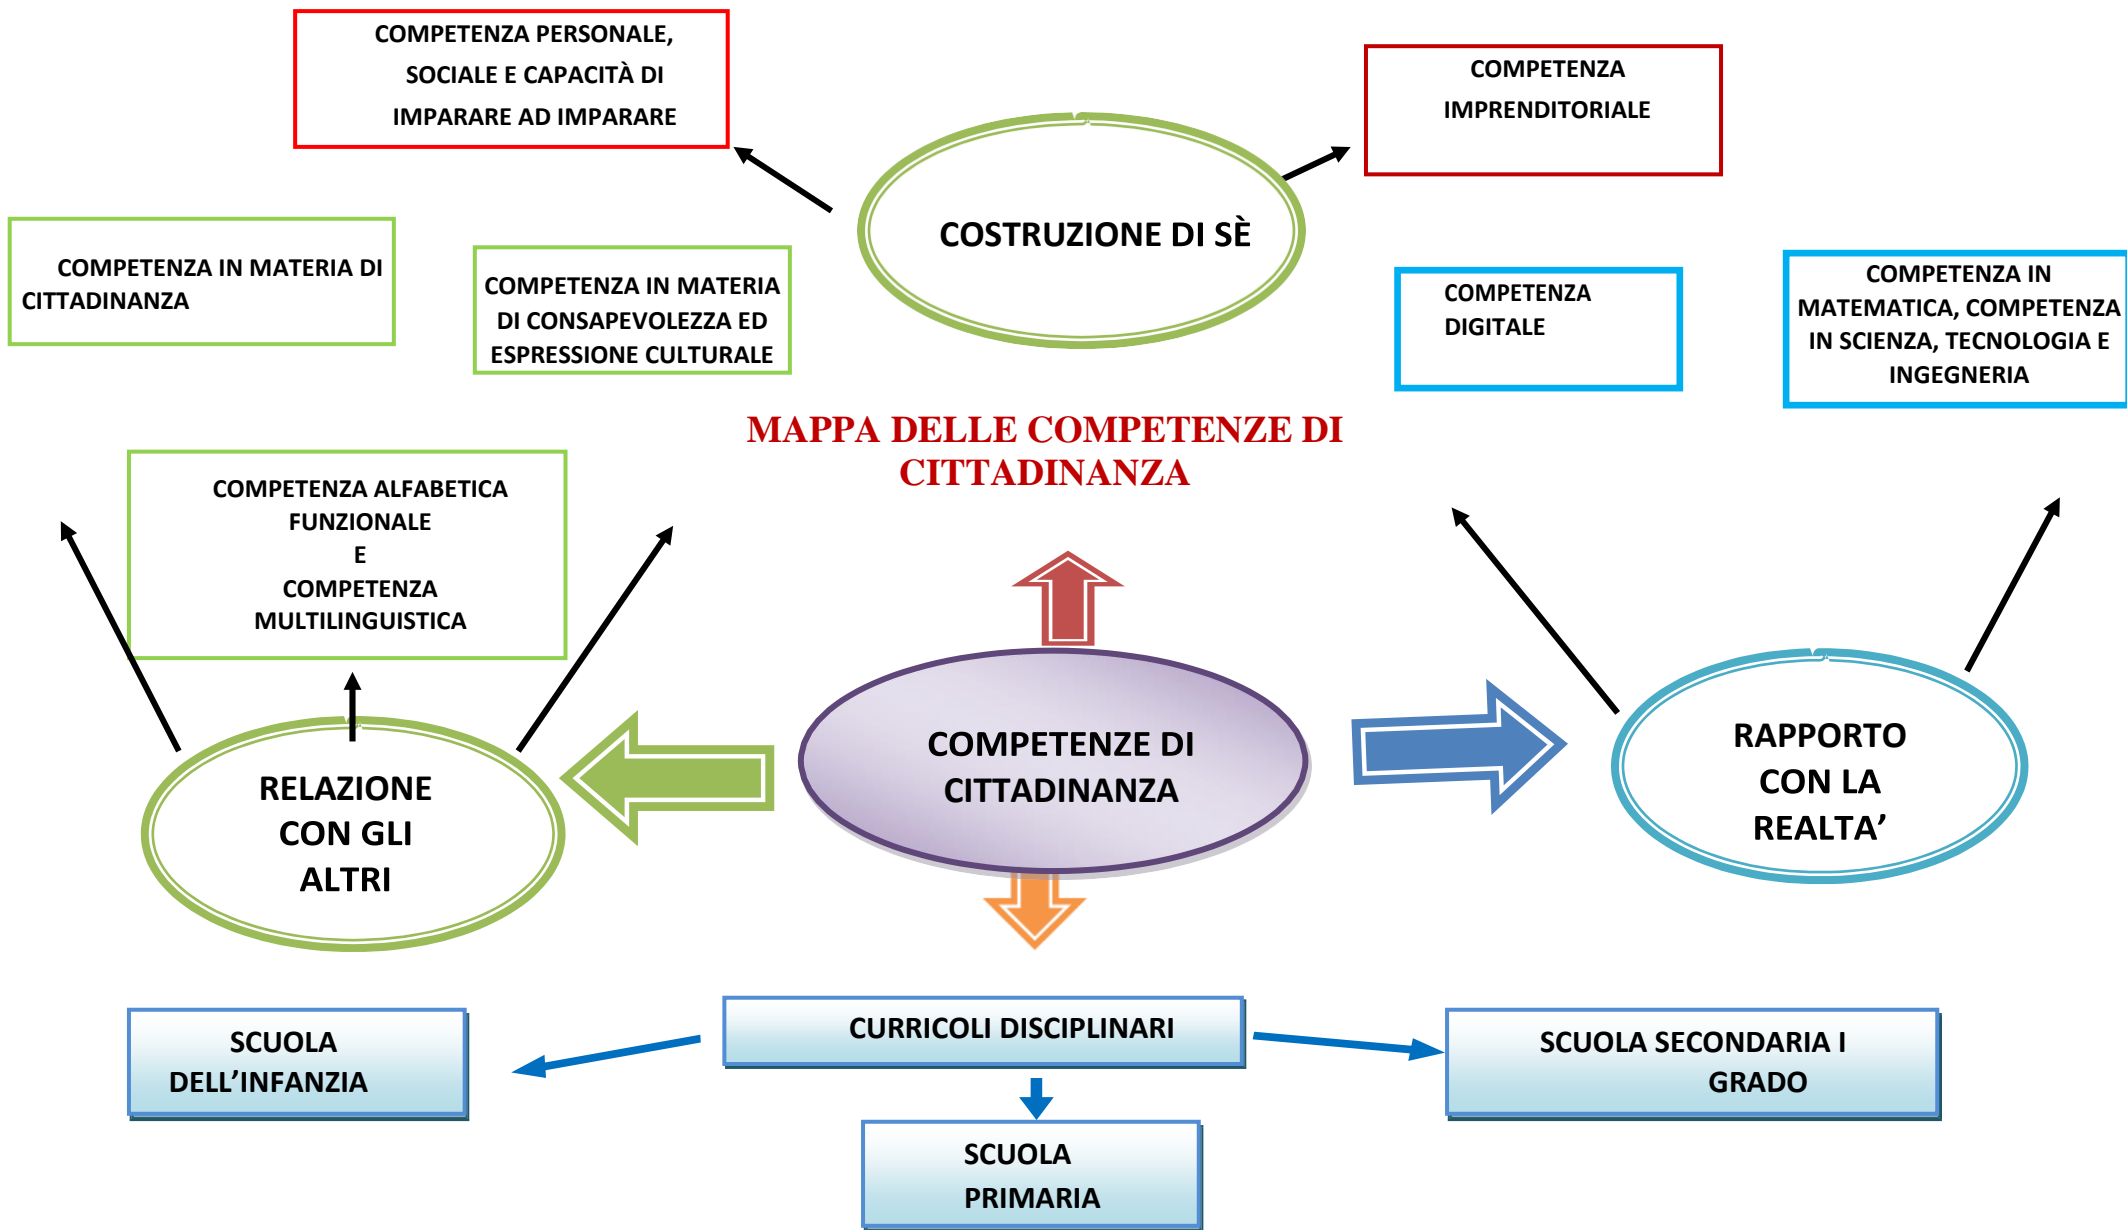 COMPETENZA PERSONALE,
SOCIALE E CAPACITÀ DI
IMPARARE AD IMPARARE
COMPETENZA
IMPRENDITORIALE
COSTRUZIONE DI SÈ
COMPETENZA IN MATERIA DI
CITTADINANZA
COMPETENZA IN MATERIA
DI CONSAPEVOLEZZA ED
ESPRESSIONE CULTURALE
COMPETENZA
DIGITALE
COMPETENZA IN
MATEMATICA, COMPETENZA
IN SCIENZA, TECNOLOGIA E
INGEGNERIA
MAPPA DELLE COMPETENZE DI
CITTADINANZA
COMPETENZA ALFABETICA
FUNZIONALE
E
COMPETENZA
MULTILINGUISTICA
RELAZIONE
CON GLI
ALTRI
COMPETENZE DI
CITTADINANZA
RAPPORTO
CON LA
REALTA’
SCUOLA
DELL’INFANZIA
CURRICOLI DISCIPLINARI
SCUOLA SECONDARIA I
GRADO
SCUOLA
PRIMARIA